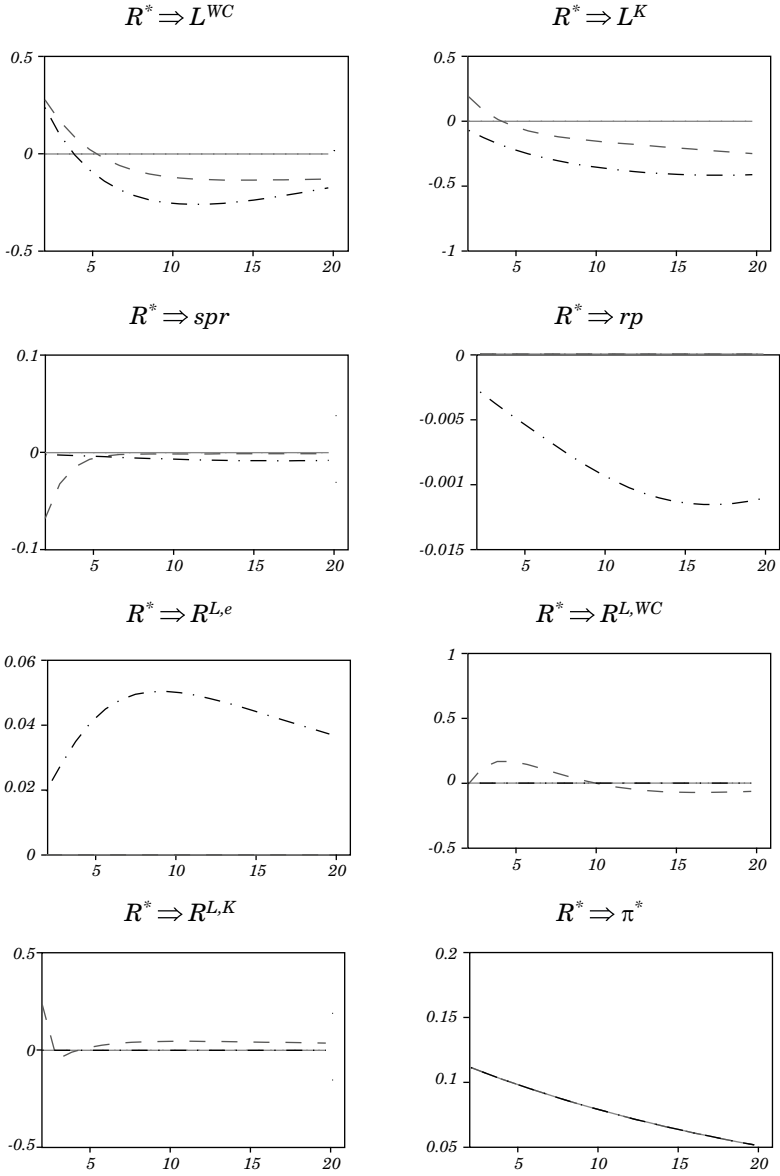 R* ⇒ L^WC
R* ⇒ L^K
0.5
0
-0.5
5 10 15 20
0.5
0
-0.5
-1
5 10 15 20
R* ⇒ spr
R* ⇒ rp
0.1
0
-0.1
5 10 15 20
0
-0.005
-0.001
-0.015
5 10 15 20
R* ⇒ R^L,e
R* ⇒ R^L,WC
0.06
0.04
0.02
0
5 10 15 20
1
0.5
0
-0.5
5 10 15 20
R* ⇒ R^L,K
R* ⇒ π*
0.5
0
-0.5
5 10 15 20
0.2
0.15
0.1
0.05
5 10 15 20